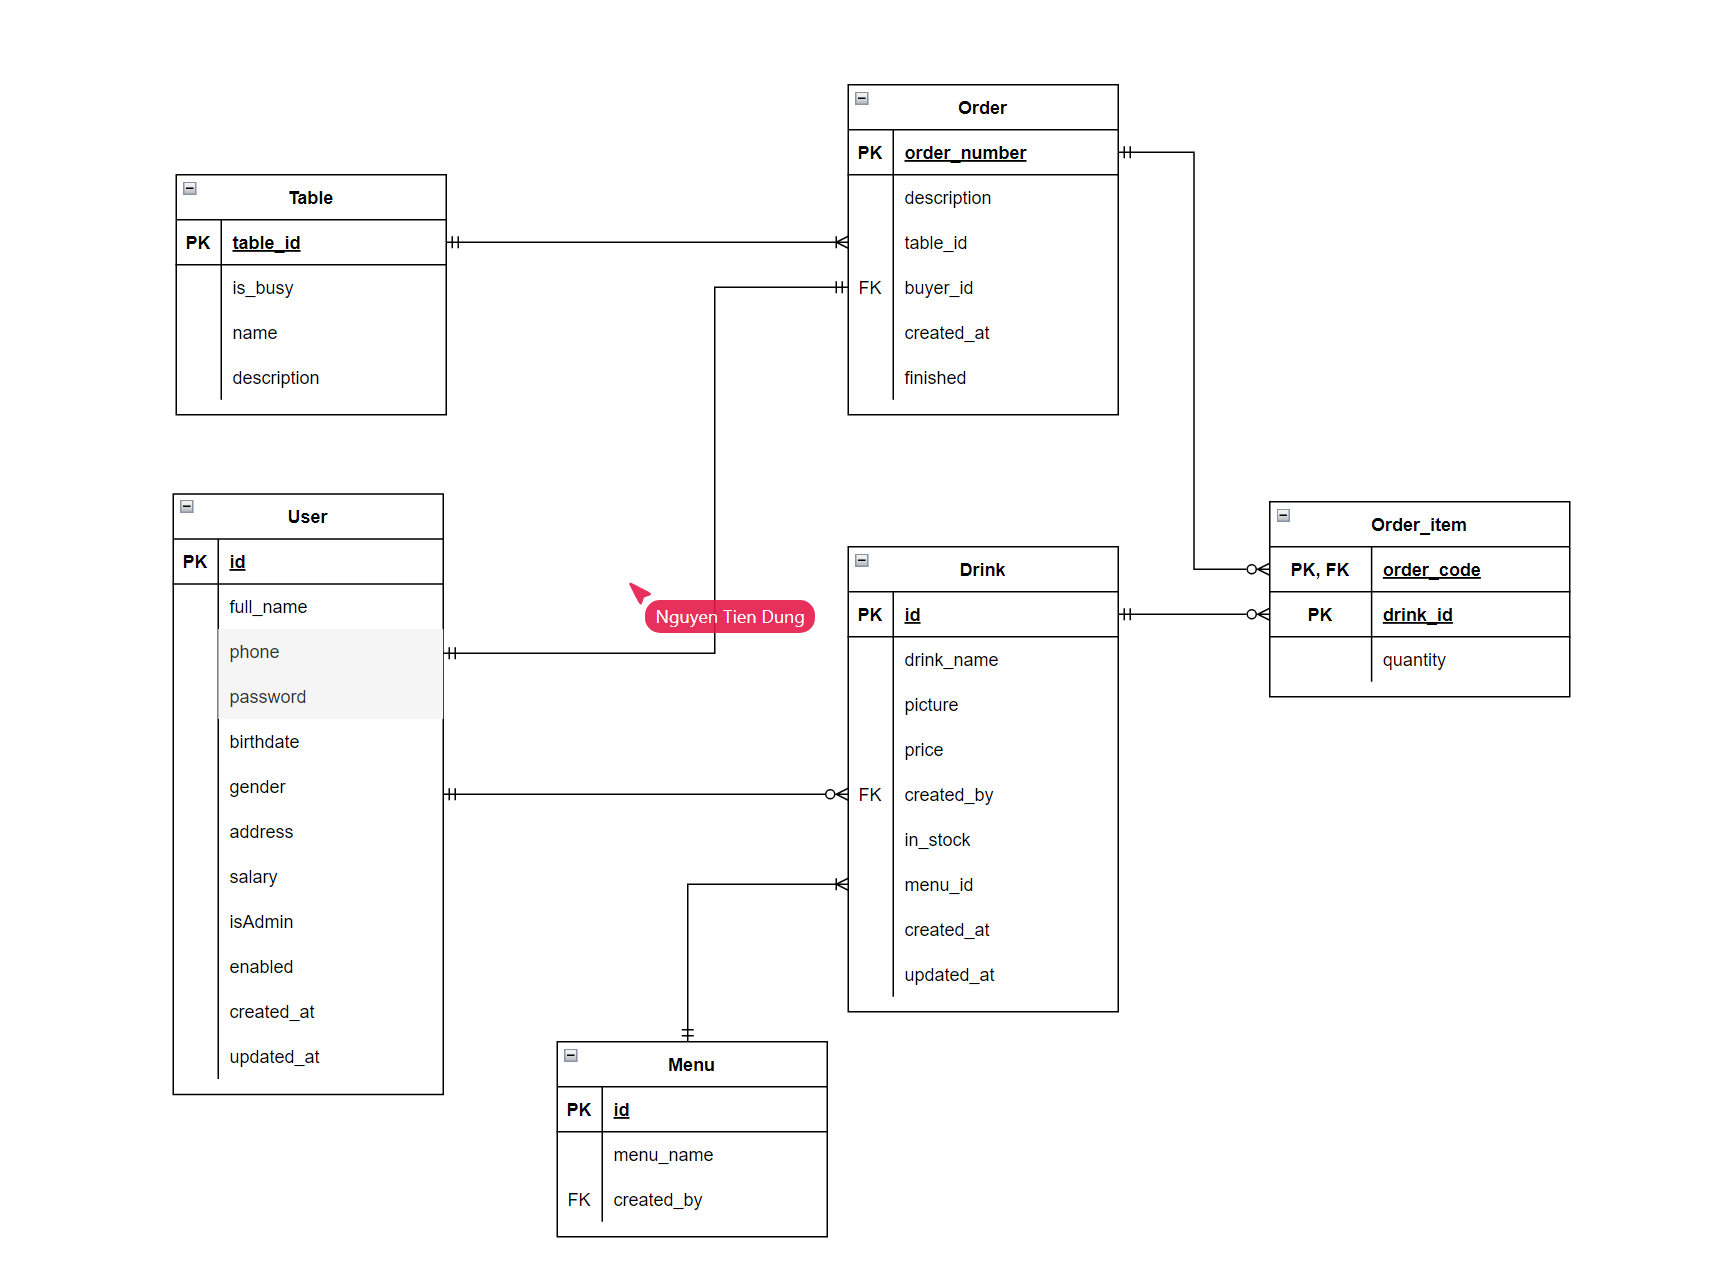 Order
PK order_number
description
table_id
FK buyer_id
created_at
finished
Table
PK table_id
is_busy
name
description
User
PK id
full_name
phone
password
birthdate
gender
address
salary
isAdmin
enabled
created_at
updated_at
Nguyen Tien Dung
Drink
PK id
drink_name
picture
price
FK created_by
in_stock
menu_id
created_at
updated_at
Order_item
PK, FK order_code
PK drink_id
quantity
Menu
PK id
menu_name
FK created_by